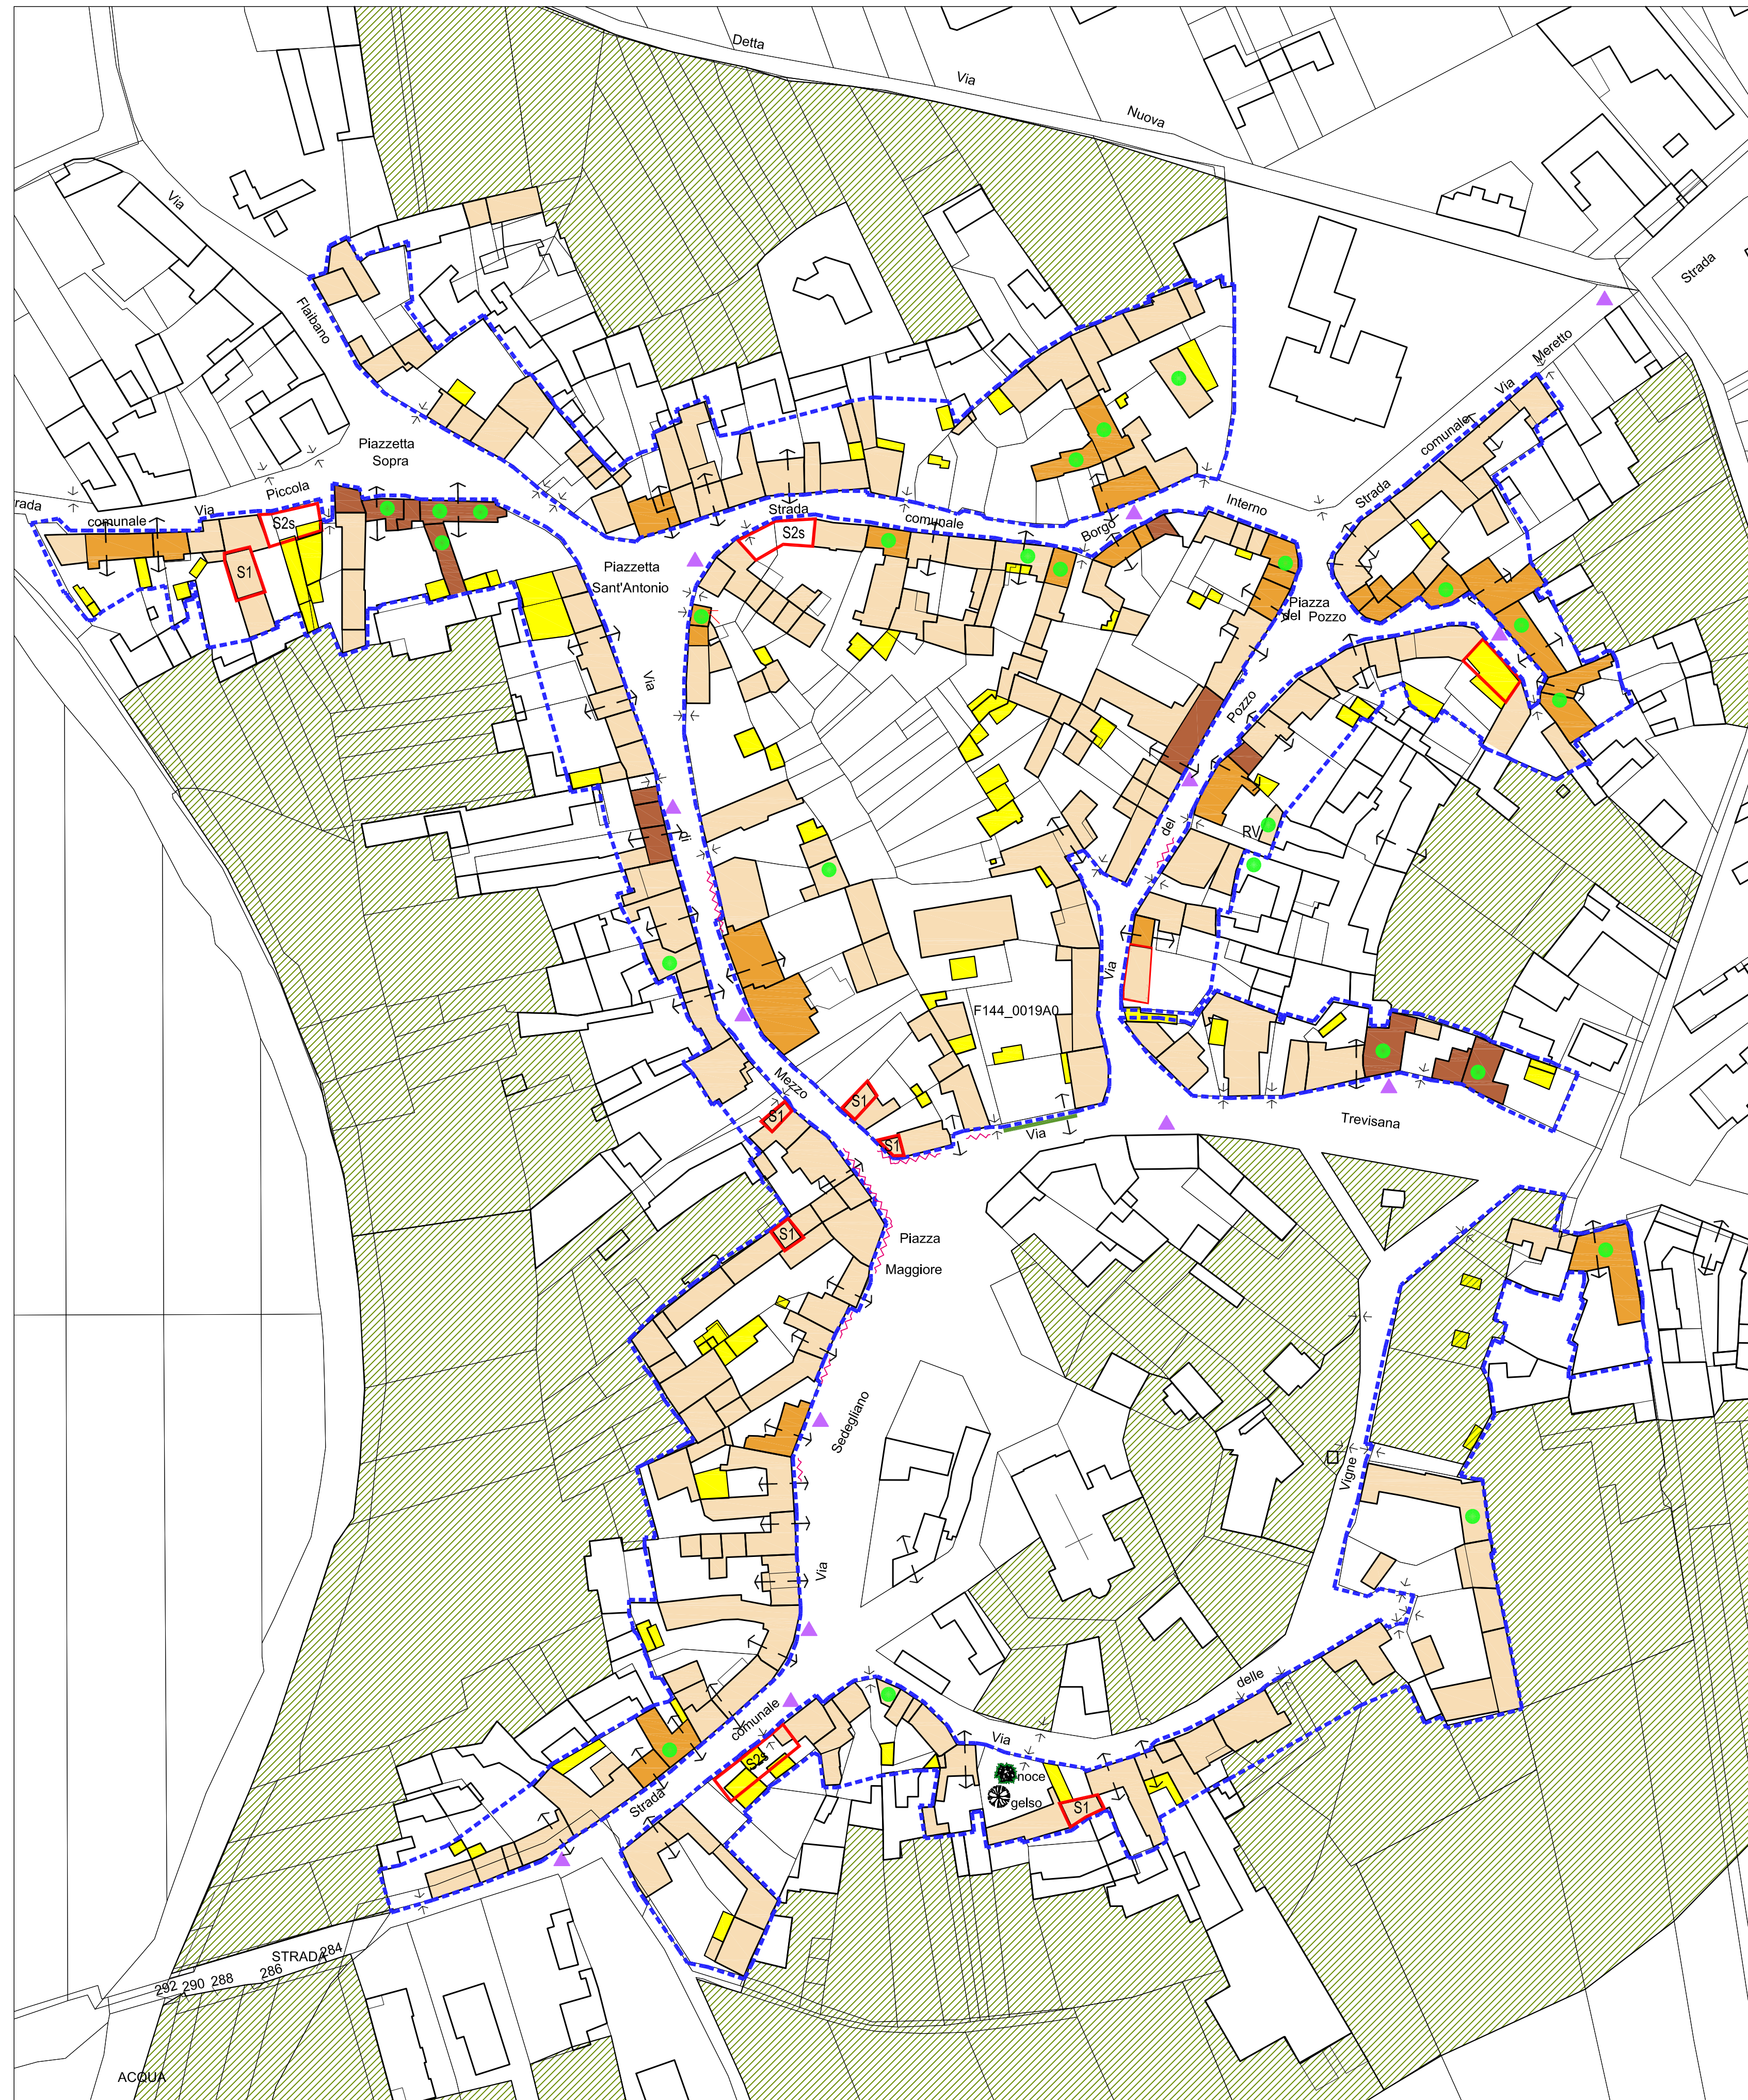 Detta
Via
Nuova
Via
Flaibano
Strada
Meretto
Via
comunale
Strada
Piazzetta
Sopra
Piccola
Via
comunale
rada
S2s
S1
Strada
comunale
S2s
Borgo
Interno
Piazzetta
Sant'Antonio
Piazza
del Pozzo
Via
di
Mezzo
Pozzo
del
Via
RV
F144_0019A0
S1
S1
S1
Via
Trevisana
S1
Piazza
Maggiore
Sedegliano
Via
Vigne
delle
Via
comunale
Strada
S2s
noce
gelso
S1
STRADA
284
286
288
290
292
ACQUA